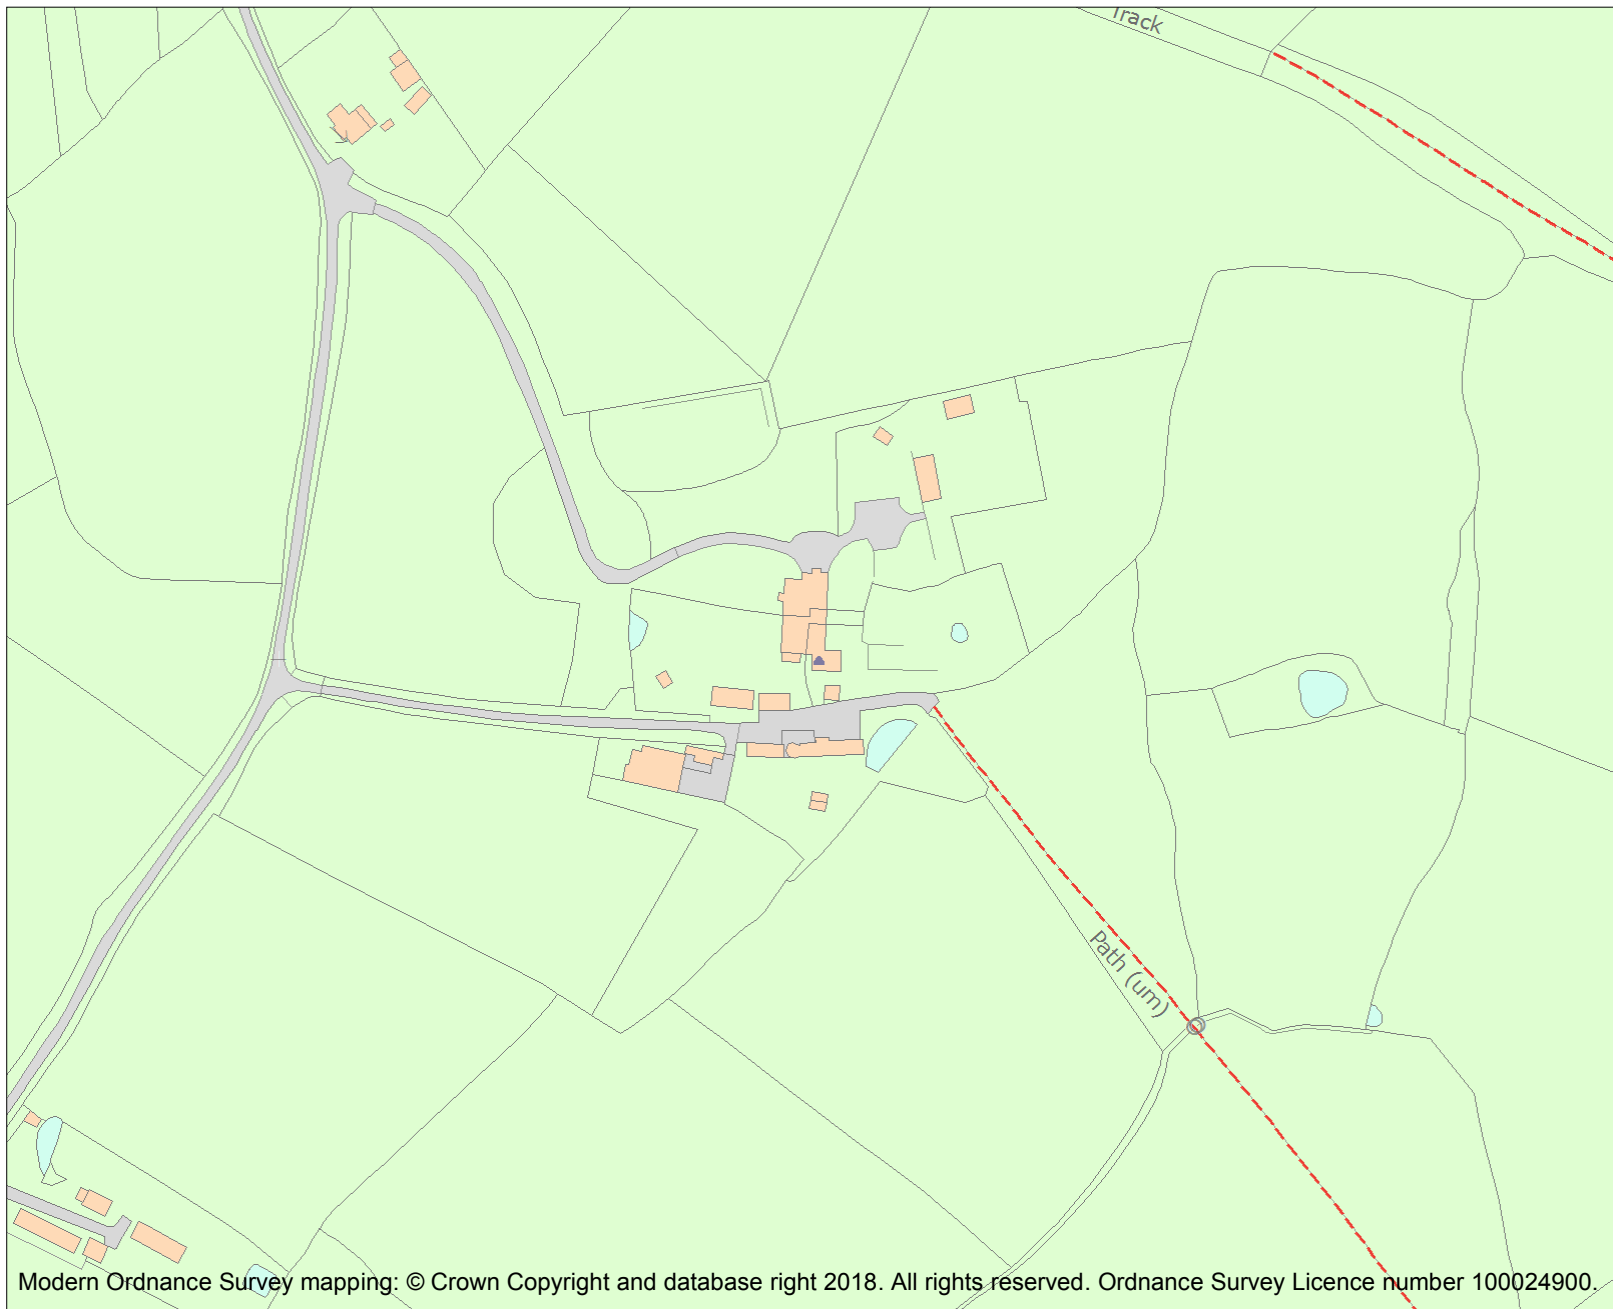 Track
Path (um)
Modern Ordnance Survey mapping: © Crown Copyright and database right 2018. All rights reserved. Ordnance Survey Licence number 100024900.